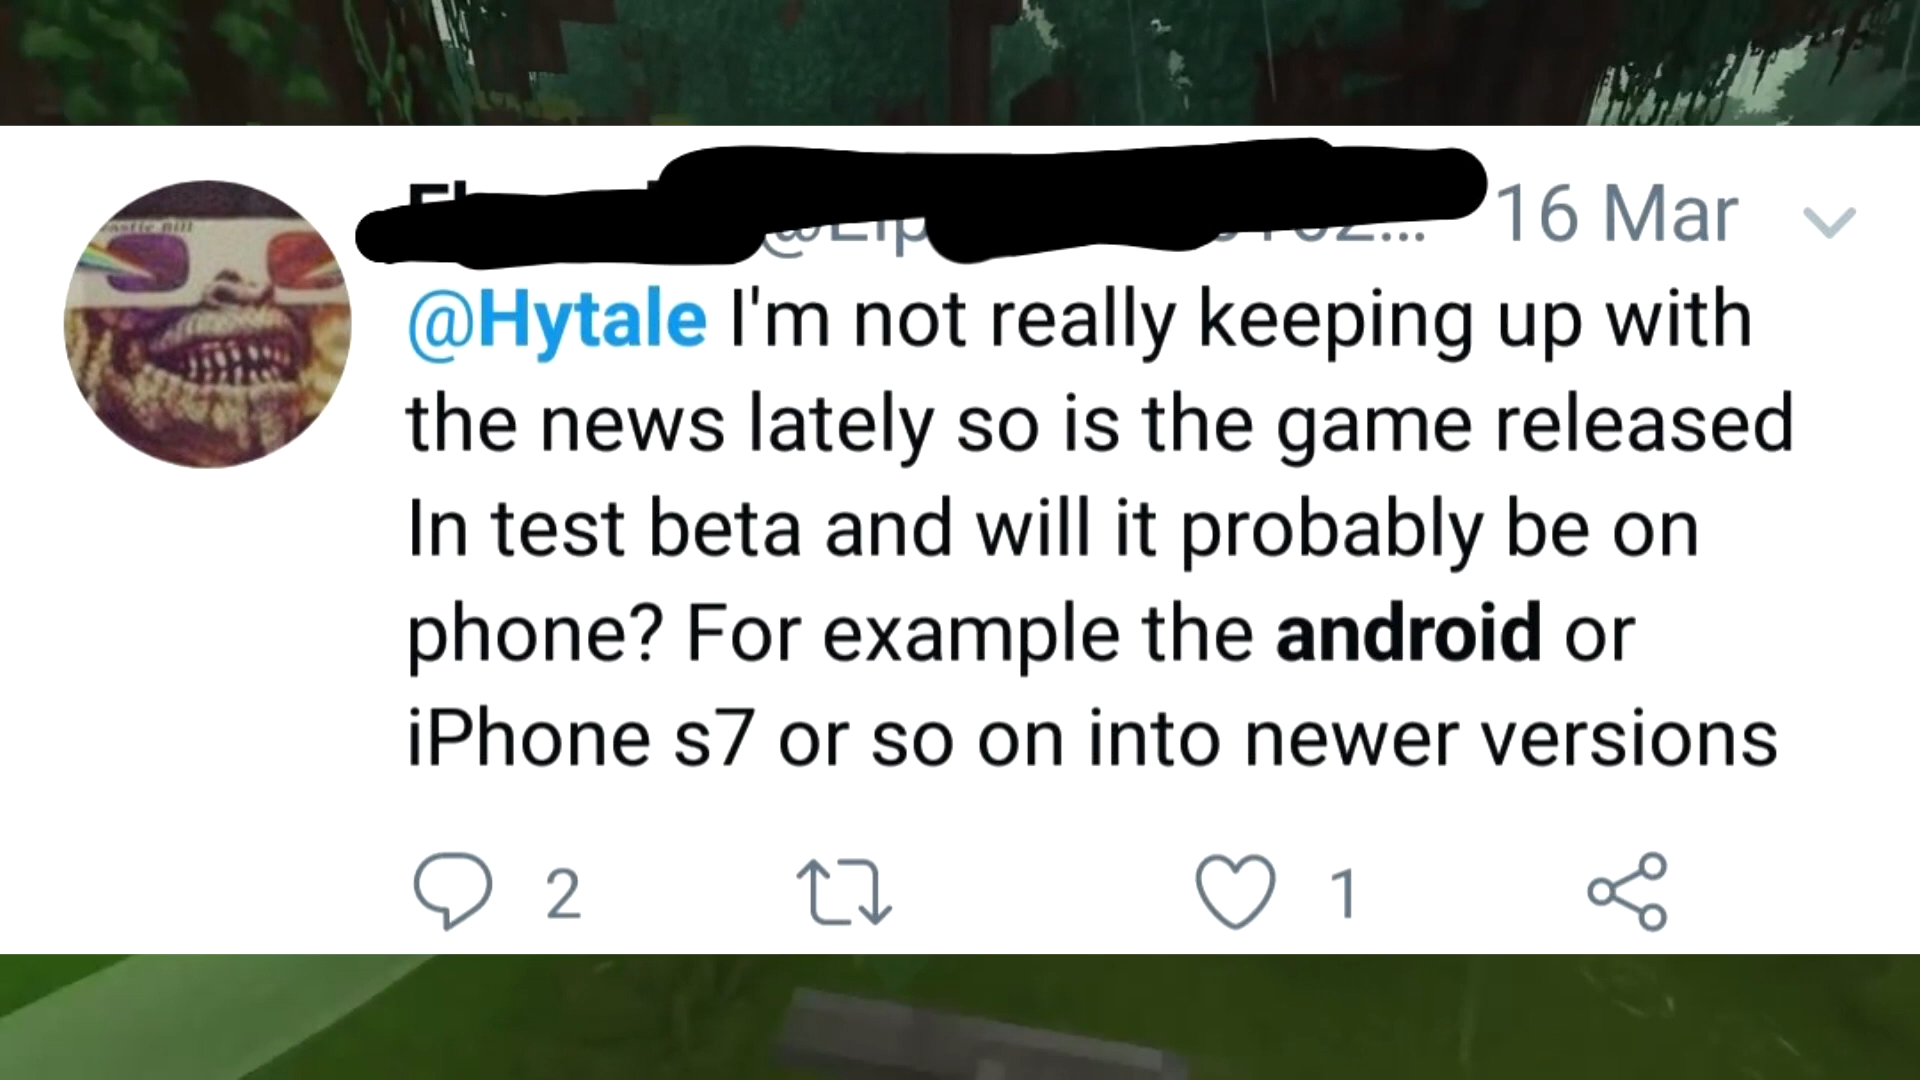 16 Mar
@Hytale I'm not really keeping up with
the news lately so is the game released
In test beta and will it probably be on
phone? For example the android or
iPhone s7 or so on into newer versions
2 1